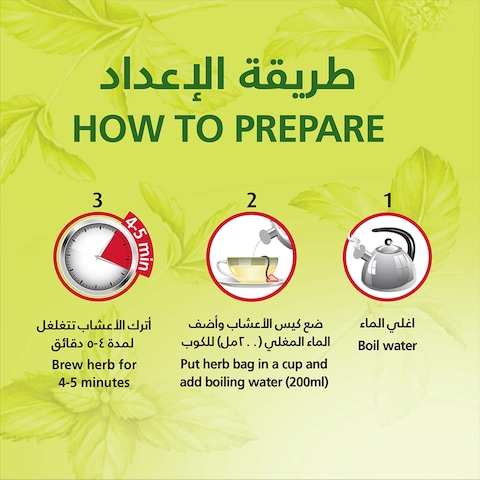 طريقة الإعداد
HOW TO PREPARE
1
اغلي الماء
Boil water
2
ضع كيس الأعشاب وأضف
الماء المغلي (٢٠٠مل) للكوب
Put herb bag in a cup and
add boiling water (200ml)
3
4-5 min
أترك الأعشاب تتغلغل
لمدة ٤-٥ دقائق
Brew herb for
4-5 minutes